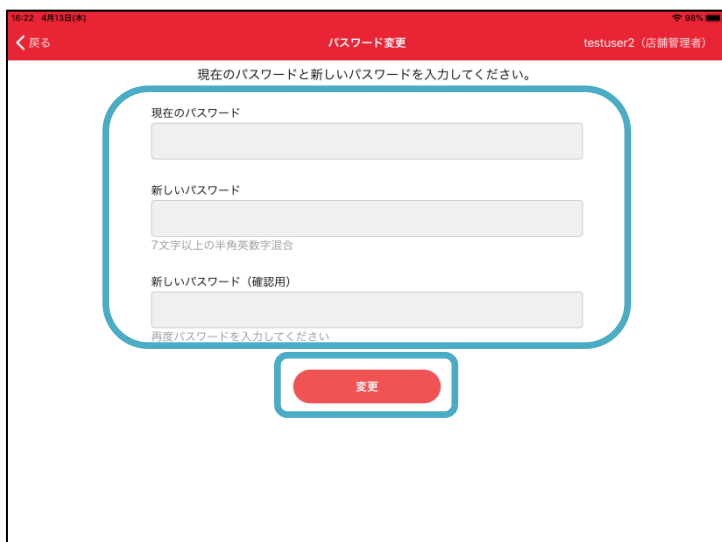 16:22 4月13日(木) 98%
戻る パスワード変更 testuser2（店舗管理者）
現在のパスワードと新しいパスワードを入力してください。
現在のパスワード
新しいパスワード
7文字以上の半角英数字混合
新しいパスワード（確認用）
再度パスワードを入力してください
変更